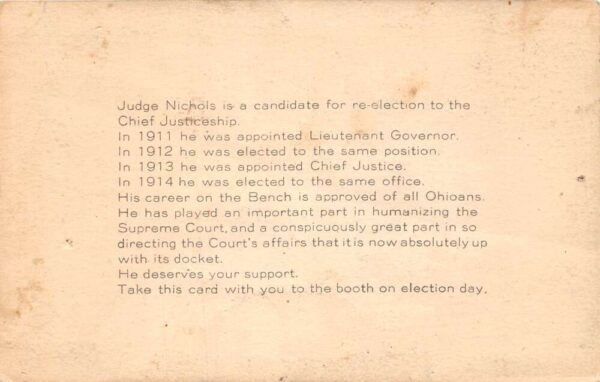 Judge Nichols is a candidate for re-election to the
Chief Justiceship.
In 1911 he was appointed Lieutenant Governor.
In 1912 he was elected to the same position.
In 1913 he was appointed Chief Justice.
In 1914 he was elected to the same office.
His career on the Bench is approved of all Ohioans.
He has played an important part in humanizing the
Supreme Court, and a conspicuously great part in so
directing the Court's affairs that it is now absolutely up
with its docket.
He deserves your support.
Take this card with you to the booth on election day.